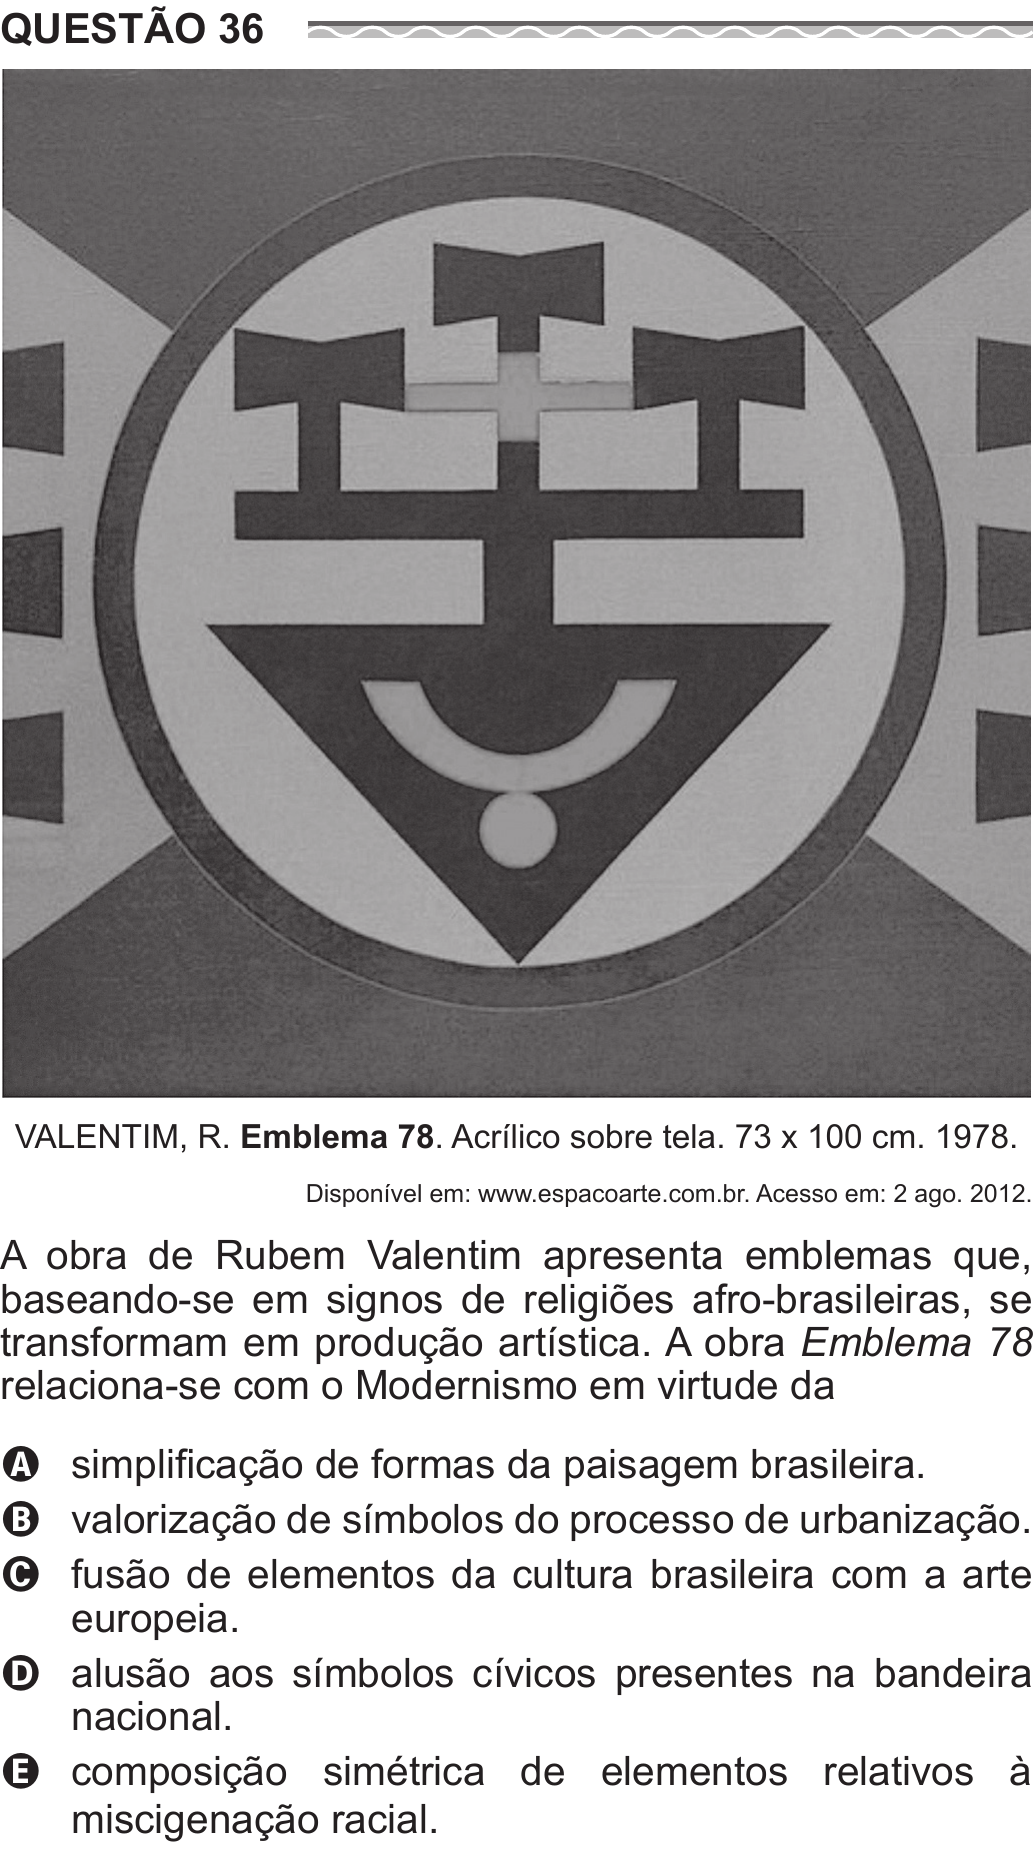 QUESTÃO 36
VALENTIM, R. Emblema 78. Acrílico sobre tela. 73 x 100 cm. 1978.
Disponível em: www.espacoarte.com.br. Acesso em: 2 ago. 2012.
A obra de Rubem Valentim apresenta emblemas que,
baseando-se em signos de religiões afro-brasileiras, se
transformam em produção artística. A obra Emblema 78
relaciona-se com o Modernismo em virtude da
A simplificação de formas da paisagem brasileira.
B valorização de símbolos do processo de urbanização.
C fusão de elementos da cultura brasileira com a arte
europeia.
D alusão aos símbolos cívicos presentes na bandeira
nacional.
E composição simétrica de elementos relativos à
miscigenação racial.